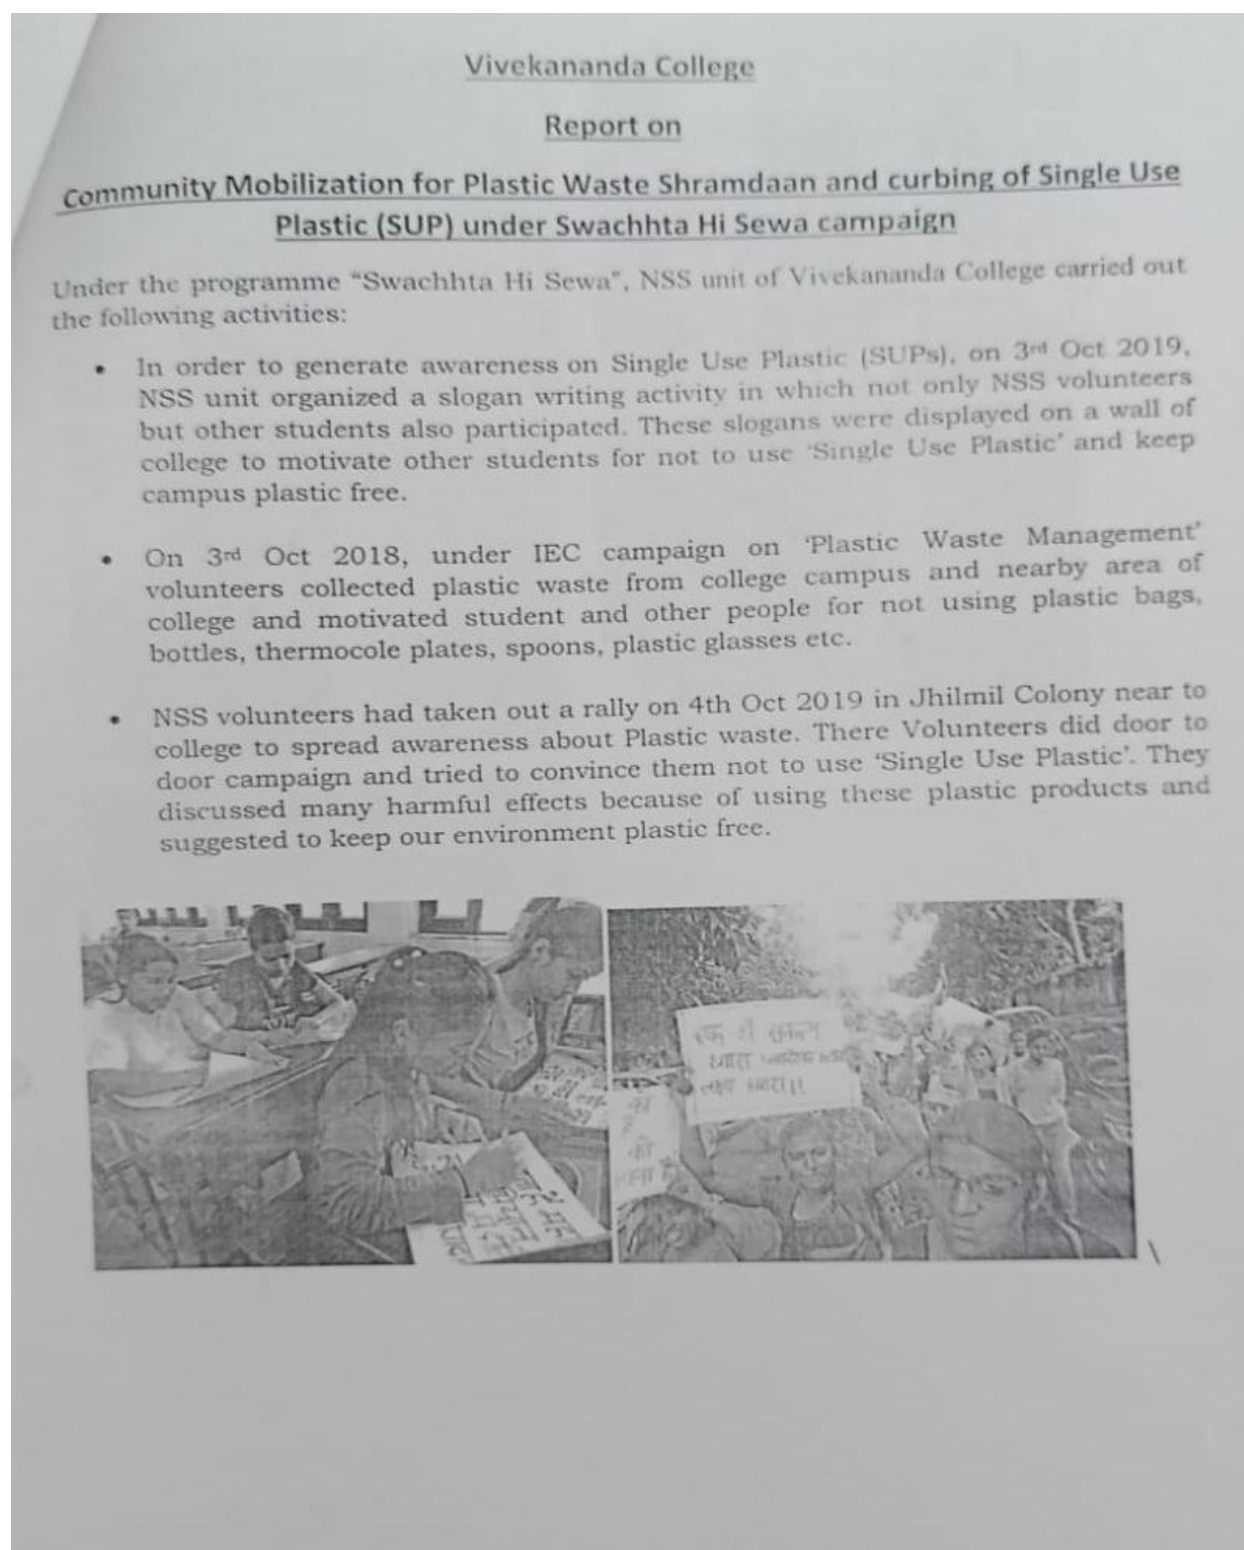 Vivekananda College
Report on
Community Mobilization for Plastic Waste Shramdaan and curbing of Single Use
Plastic (SUP) under Swachhta Hi Sewa campaign
Under the programme “Swachhta Hi Sewa”, NSS unit of Vivekananda College carried out
the following activities:
• In order to generate awareness on Single Use Plastic (SUPs), on 3rd Oct 2019,
NSS unit organized a slogan writing activity in which not only NSS volunteers
but other students also participated. These slogans were displayed on a wall of
college to motivate other students for not to use ‘Single Use Plastic’ and keep
campus plastic free.
• On 3rd Oct 2018, under IEC campaign on ‘Plastic Waste Management’
volunteers collected plastic waste from college campus and nearby area of
college and motivated student and other people for not using plastic bags,
bottles, thermocole plates, spoons, plastic glasses etc.
• NSS volunteers had taken out a rally on 4th Oct 2019 in Jhilmil Colony near to
college to spread awareness about Plastic waste. There Volunteers did door to
door campaign and tried to convince them not to use ‘Single Use Plastic’. They
discussed many harmful effects because of using these plastic products and
suggested to keep our environment plastic free.
\